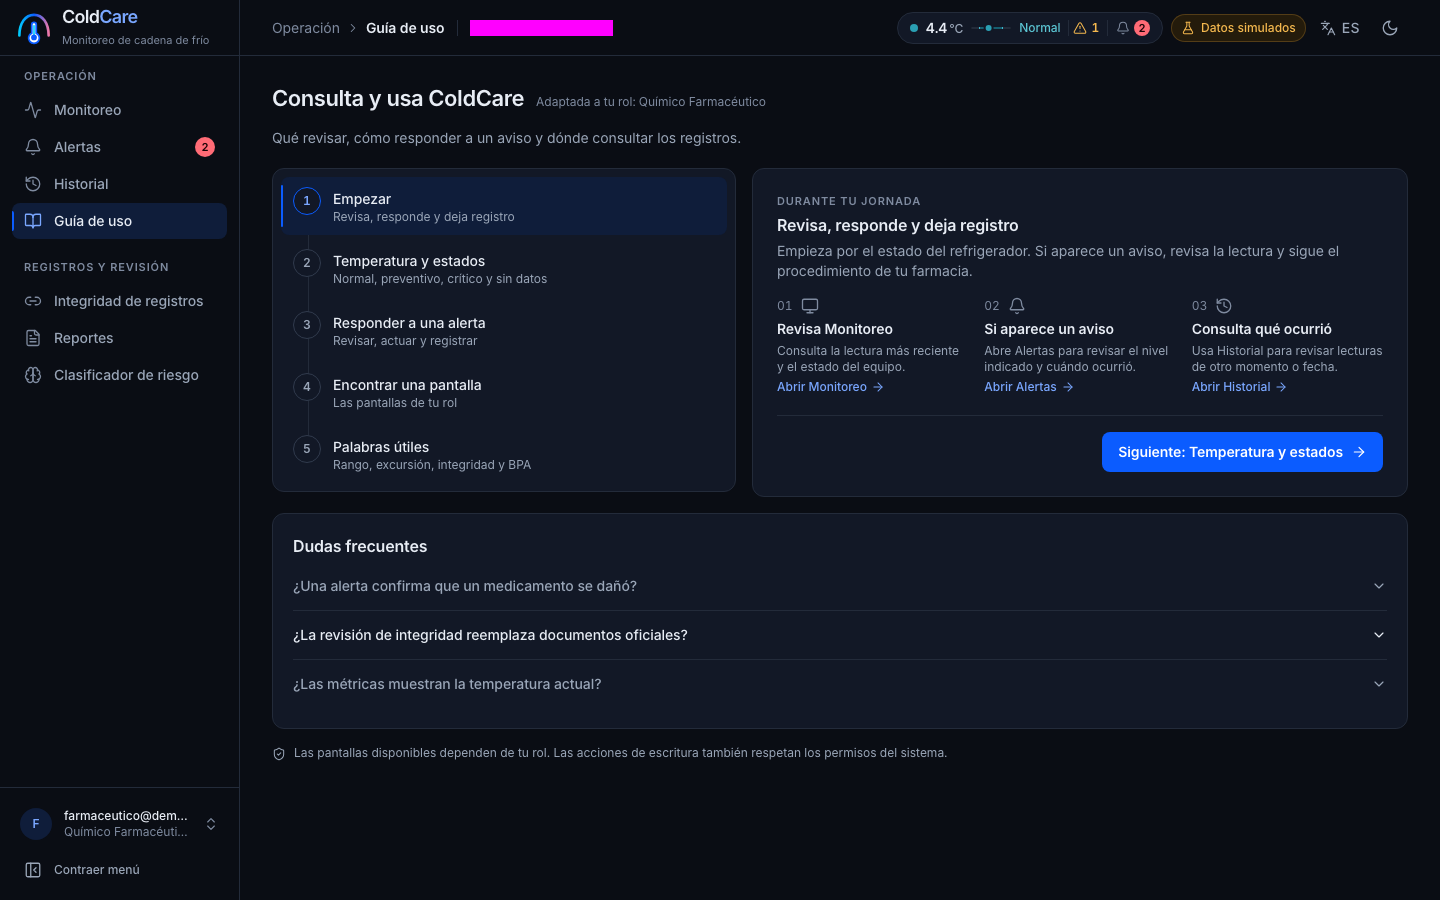 ColdCare
Monitoreo de cadena de frío
OPERACIÓN
Monitoreo
Alertas
2
Historial
Guía de uso
REGISTROS Y REVISIÓN
Integridad de registros
Reportes
Clasificador de riesgo
F
farmaceutico@dem...
Químico Farmacéuti...
Contraer menú
Operación > Guía de uso
4.4 °C
Normal
1
2
Datos simulados
ES
Consulta y usa ColdCare
Adaptada a tu rol: Químico Farmacéutico
Qué revisar, cómo responder a un aviso y dónde consultar los registros.
1
Empezar
Revisa, responde y deja registro
2
Temperatura y estados
Normal, preventivo, crítico y sin datos
3
Responder a una alerta
Revisar, actuar y registrar
4
Encontrar una pantalla
Las pantallas de tu rol
5
Palabras útiles
Rango, excursión, integridad y BPA
DURANTE TU JORNADA
Revisa, responde y deja registro
Empieza por el estado del refrigerador. Si aparece un aviso, revisa la lectura y sigue el
procedimiento de tu farmacia.
01
Revisa Monitoreo
Consulta la lectura más reciente
y el estado del equipo.
Abrir Monitoreo →
02
Si aparece un aviso
Abre Alertas para revisar el nivel
indicado y cuándo ocurrió.
Abrir Alertas →
03
Consulta qué ocurrió
Usa Historial para revisar lecturas
de otro momento o fecha.
Abrir Historial →
Siguiente: Temperatura y estados →
Dudas frecuentes
¿Una alerta confirma que un medicamento se dañó?
¿La revisión de integridad reemplaza documentos oficiales?
¿Las métricas muestran la temperatura actual?
Las pantallas disponibles dependen de tu rol. Las acciones de escritura también respetan los permisos del sistema.